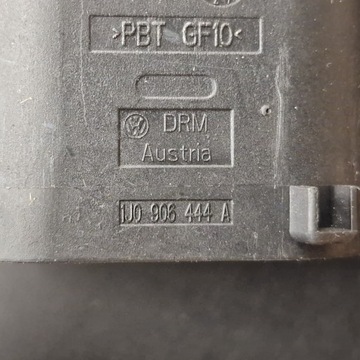 >PBT GF10<
DRM
Austria
1J0 906 444 A